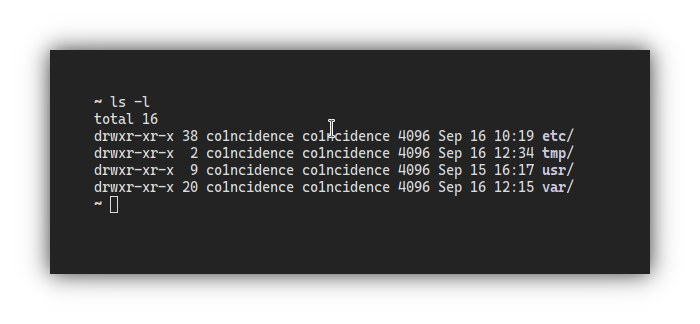 ~ ls -l
total 16
drwxr-xr-x 38 co1ncidence co1ncidence 4096 Sep 16 10:19 etc/
drwxr-xr-x  2 co1ncidence co1ncidence 4096 Sep 16 12:34 tmp/
drwxr-xr-x  9 co1ncidence co1ncidence 4096 Sep 15 16:17 usr/
drwxr-xr-x 20 co1ncidence co1ncidence 4096 Sep 16 12:15 var/
~